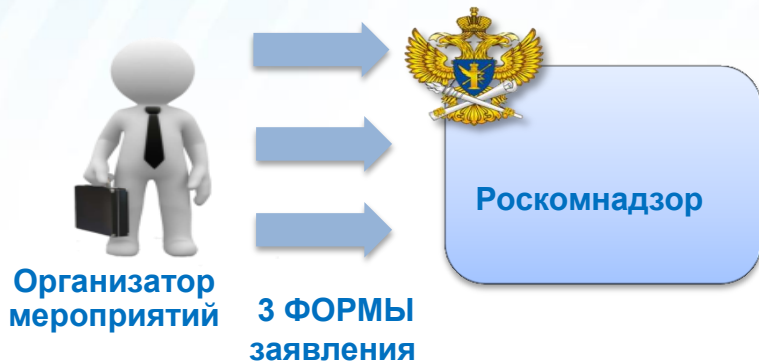 Роскомнадзор
Организатор
мероприятий
3 ФОРМЫ
заявления